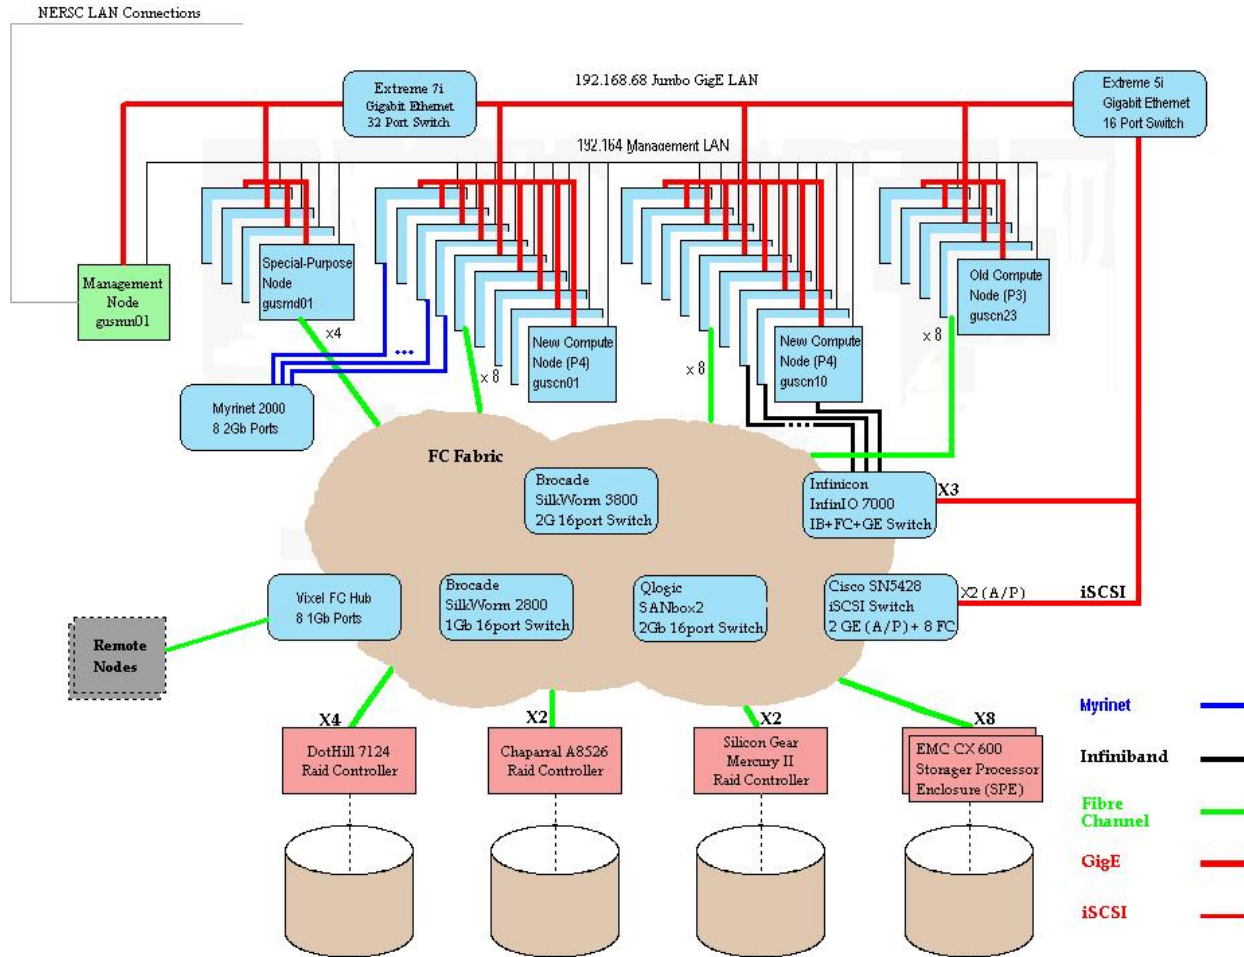 NERSC LAN Connections
192.168.68 Jumbo GigE LAN
Extreme 7i
Gigabit Ethernet
32 Port Switch
Extreme 5i
Gigabit Ethernet
16 Port Switch
192.164 Management LAN
Management
Node
gusmn01
Special-Purpose
Node
gusmd01
x4
New Compute
Node (P4)
guscn01
x 8
New Compute
Node (P4)
guscn10
x 8
Old Compute
Node (P3)
guscn23
x 8
...
....
Myrinet 2000
8 2Gb Ports
FC Fabric
Brocade
SilkWorm 3800
2G 16port Switch
Infinicon
InfinIO 7000
IB+FC+GE Switch
X3
Vixel FC Hub
8 1Gb Ports
Brocade
SilkWorm 2800
1Gb 16port Switch
Qlogic
SANbox2
2Gb 16port Switch
Cisco SN5428
iSCSI Switch
2 GE (A/P) + 8 FC
X2 (A/P)
iSCSI
Remote
Nodes
X4
X2
X2
X8
DotHill 7124
Raid Controller
Chaparral A8526
Raid Controller
Silicon Gear
Mercury II
Raid Controller
EMC CX 600
Storager Processor
Enclosure (SPE)
Myrinet
Infiniband
Fibre
Channel
GigE
iSCSI